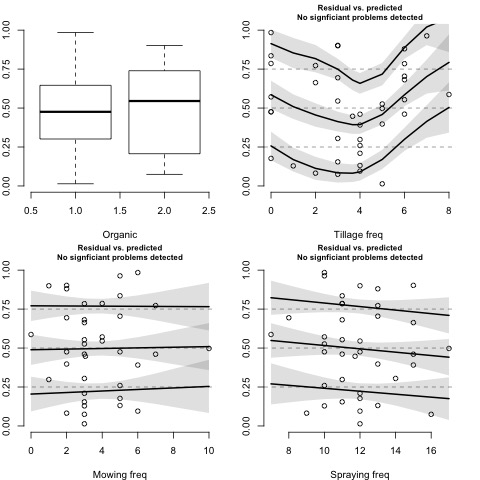 Residual vs. predicted
No signficiant problems detected
1.00
0.75
0.50
0.25
0.00
0.5 1.0 1.5 2.0 2.5
Organic
1.00
0.75
0.50
0.25
0.00
0 2 4 6 8
Tillage freq
Residual vs. predicted
No signficiant problems detected
1.00
0.75
0.50
0.25
0.00
0 2 4 6 8 10
Mowing freq
Residual vs. predicted
No signficiant problems detected
1.00
0.75
0.50
0.25
0.00
8 10 12 14 16
Spraying freq